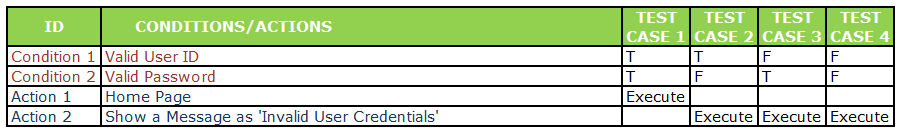 ID CONDITIONS/ACTIONS TEST CASE 1 TEST CASE 2 TEST CASE 3 TEST CASE 4
Condition 1 Valid User ID T T F F
Condition 2 Valid Password T F T F
Action 1 Home Page Execute
Action 2 Show a Message as 'Invalid User Credentials' Execute Execute Execute